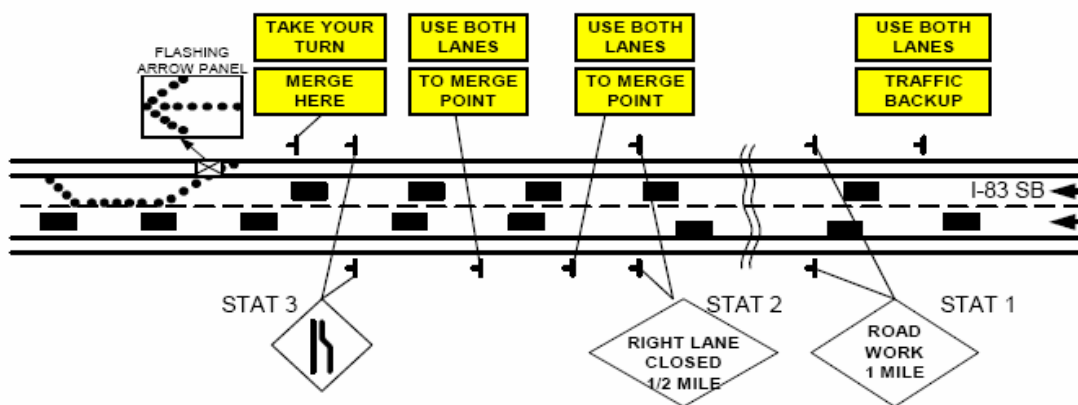 FLASHING
ARROW PANEL
TAKE YOUR
TURN
MERGE
HERE
USE BOTH
LANES
TO MERGE
POINT
USE BOTH
LANES
TO MERGE
POINT
USE BOTH
LANES
TRAFFIC
BACKUP
I-83 SB
STAT 3
STAT 2
RIGHT LANE
CLOSED
1/2 MILE
STAT 1
ROAD
WORK
1 MILE